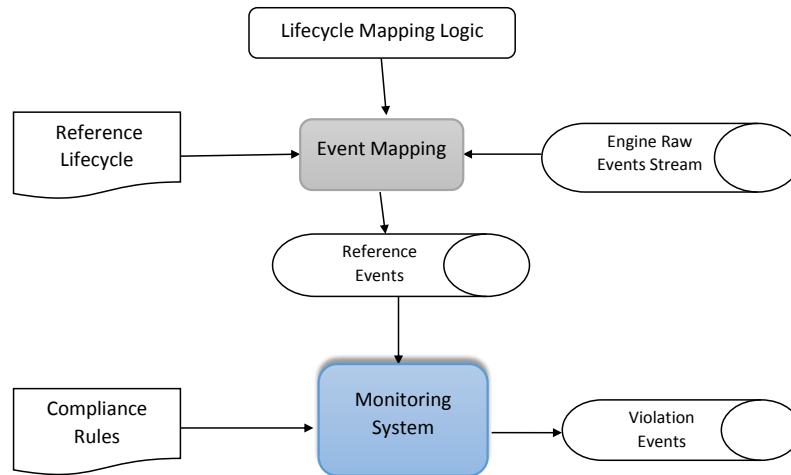 Lifecycle Mapping Logic
Reference
Lifecycle
Event Mapping
Engine Raw
Events Stream
Reference
Events
Compliance
Rules
Monitoring
System
Violation
Events